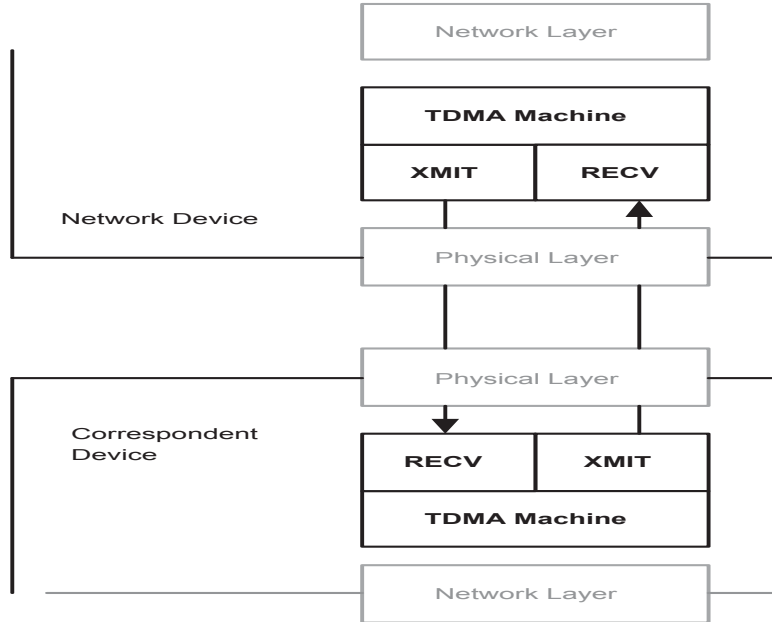 Network Layer
TDMA Machine
XMIT
RECV
Network Device
Physical Layer
Physical Layer
Correspondent
Device
RECV
XMIT
TDMA Machine
Network Layer